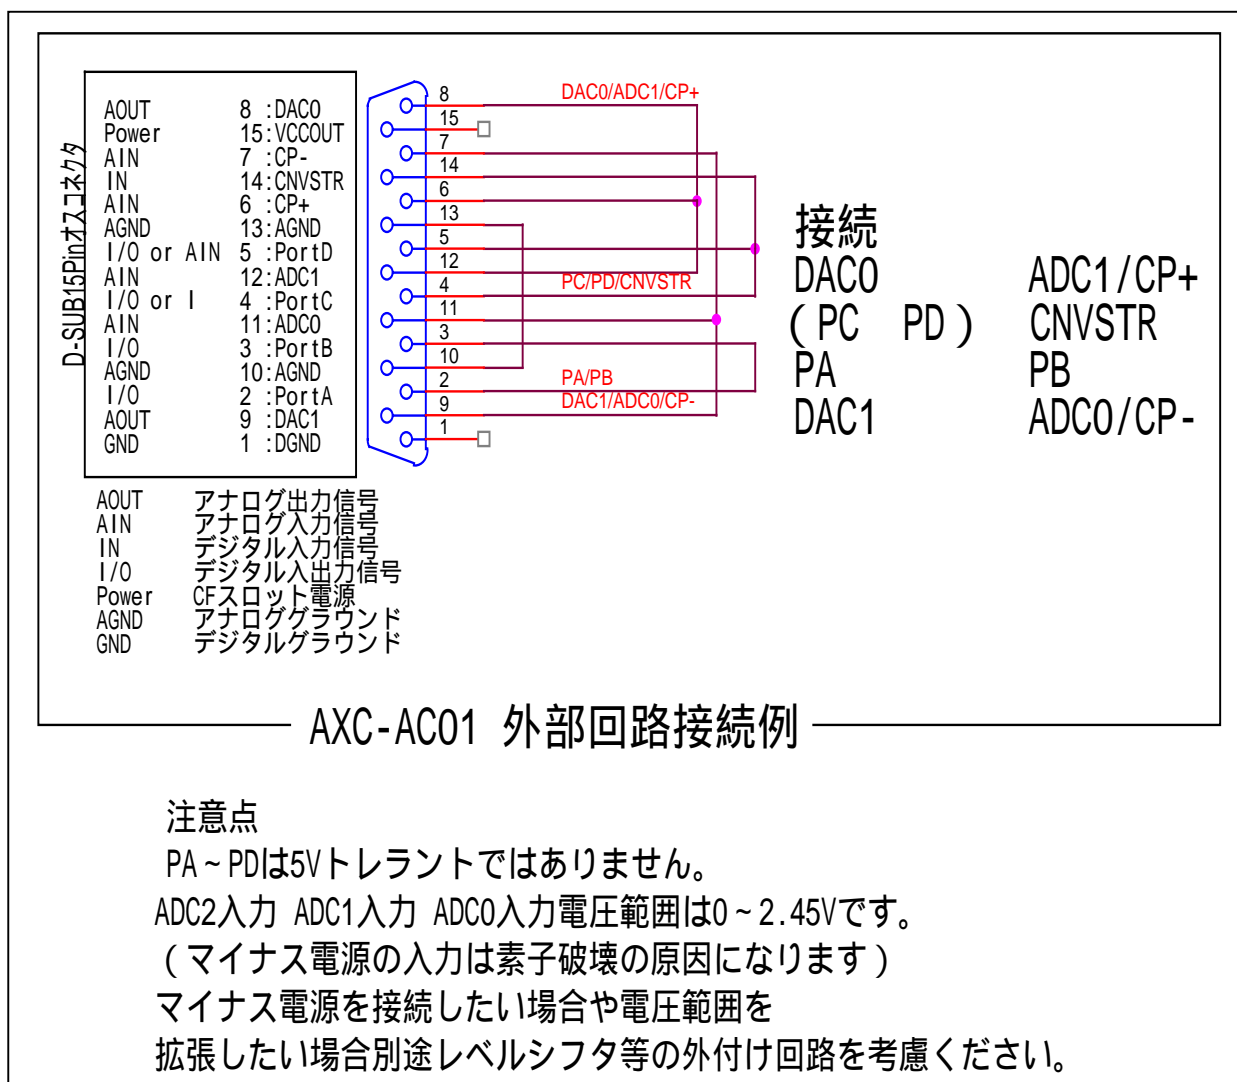 D-SUB15Pinオスコネクタ
AOUT 8 :DAC0
Power 15:VCCOUT
AIN 7 :CP-
IN 14:CNVSTR
AIN 6 :CP+
AGND 13:AGND
I/O or AIN 5 :PortD
AIN 12:ADC1
I/O or I 4 :PortC
AIN 11:ADC0
I/O 3 :PortB
AGND 10:AGND
I/O 2 :PortA
AOUT 9 :DAC1
GND 1 :DGND
8
15
7
14
6
13
5
12
4
11
3
10
2
9
1
DAC0/ADC1/CP+
PC/PD/CNVSTR
PA/PB
DAC1/ADC0/CP-
接続
DAC0 ADC1/CP+
(PC PD) CNVSTR
PA PB
DAC1 ADC0/CP-
AOUT アナログ出力信号
AIN アナログ入力信号
IN デジタル入力信号
I/O デジタル入出力信号
Power CFスロット電源
AGND アナロググラウンド
GND デジタルグラウンド
AXC-AC01 外部回路接続例
注意点
PA~PDは5Vトレラントではありません。
ADC2入力 ADC1入力 ADC0入力電圧範囲は0~2.45Vです。
(マイナス電源の入力は素子破壊の原因になります)
マイナス電源を接続したい場合や電圧範囲を
拡張したい場合別途レベルシフタ等の外付け回路を考慮ください。